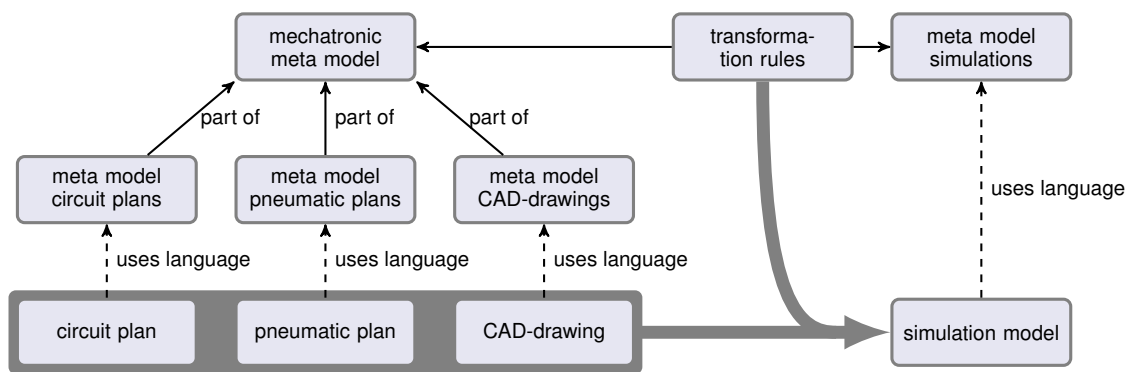 mechatronic
meta model
transforma-
tion rules
meta model
simulations
part of
part of
part of
meta model
circuit plans
meta model
pneumatic plans
meta model
CAD-drawings
uses language
uses language
uses language
uses language
circuit plan
pneumatic plan
CAD-drawing
simulation model